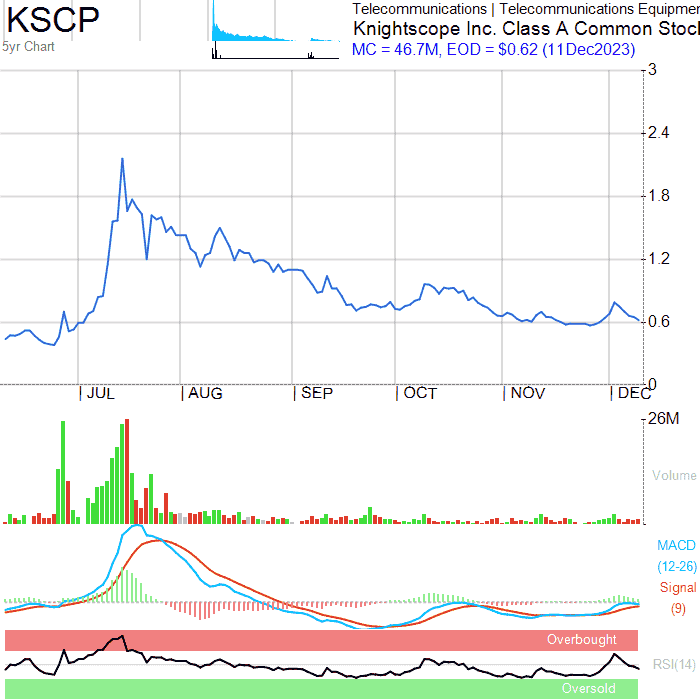 KSCP
5yr Chart
Telecommunications | Telecommunications Equipmen
Knightscope Inc. Class A Common Stoc
MC = 46.7M, EOD = $0.62 (11Dec2023)
3
2.4
1.8
1.2
0.6
0
JUL
AUG
SEP
OCT
NOV
DEC
26M
Volume
MACD
(12-26)
Signal
(9)
Overbought
RSI(14)
Oversold